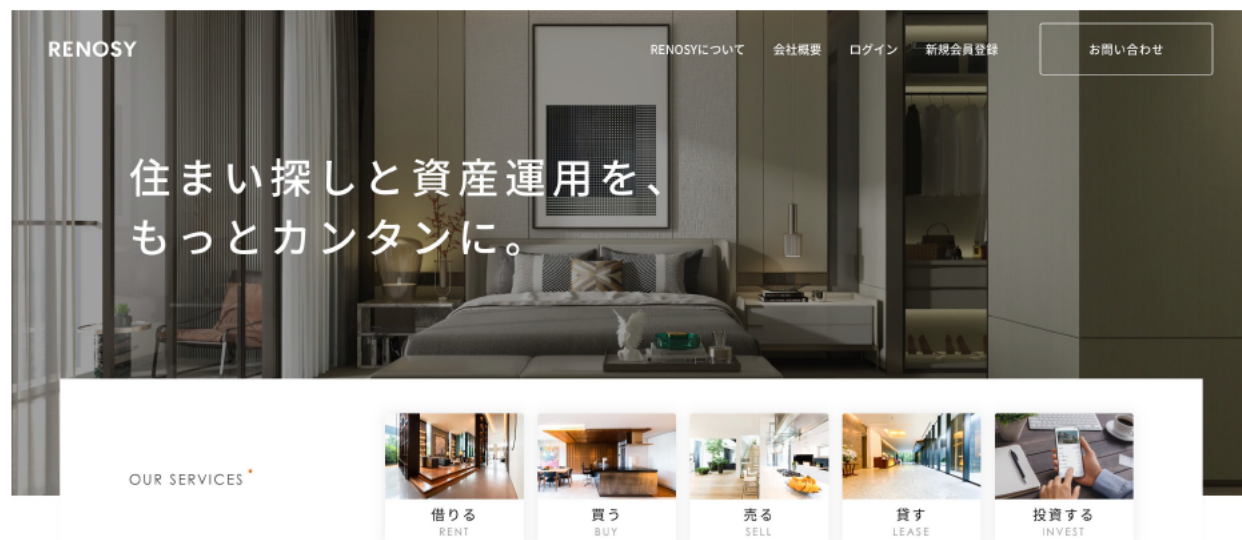 RENOSY
RENOSYについて
会社概要
ログイン
新規会員登録
お問い合わせ
住まい探しと資産運用を、
もっとカンタンに。
OUR SERVICES
借りる
RENT
買う
BUY
売る
SELL
貸す
LEASE
投資する
INVEST